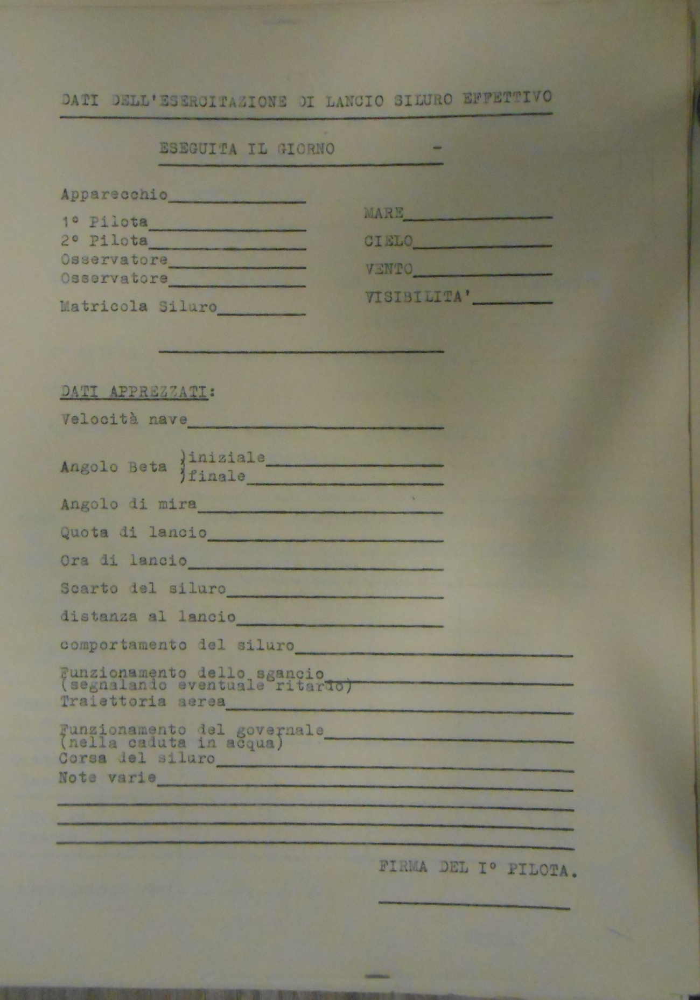 DATI DELL'ESERCITAZIONE DI LANCIO SILURO EFFETTIVO
ESEGUITA IL GIORNO -
Apparecchio
1º Pilota
2º Pilota
Osservatore
Osservatore
Matricola Siluro
MARE
CIELO
VENTO
VISIBILITA'
DATI APPREZZATI:
Velocità nave
Angolo Beta )iniziale
)finale
Angolo di mira
Quota di lancio
Ora di lancio
Scarto del siluro
distanza al lancio
comportamento del siluro
Funzionamento dello sgancio
(segnalando eventuale ritardo)
Traiettoria aerea
Funzionamento del governale
(nella caduta in acqua)
Corsa del siluro
Note varie
FIRMA DEL Iº PILOTA.